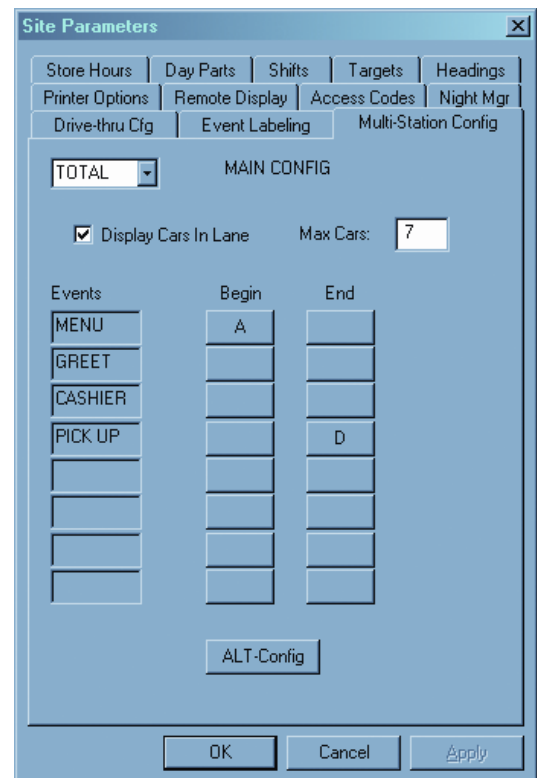 Site Parameters
Store Hours Day Parts Shifts Targets Headings
Printer Options Remote Display Access Codes Night Mgr
Drive-thru Cfg Event Labeling Multi-Station Config
TOTAL MAIN CONFIG
Display Cars In Lane Max Cars: 7
Events Begin End
MENU A
GREET
CASHIER
PICK UP D
ALT-Config
OK Cancel Apply